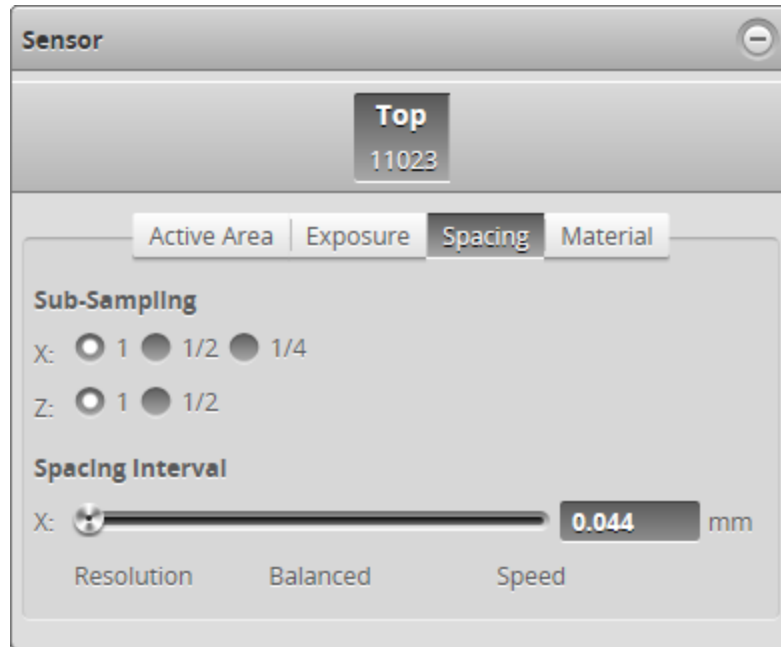 Sensor
Top
11023
Active Area Exposure Spacing Material
Sub-Sampling
X: 1 1/2 1/4
Z: 1 1/2
Spacing Interval
X: 0.044 mm
Resolution Balanced Speed